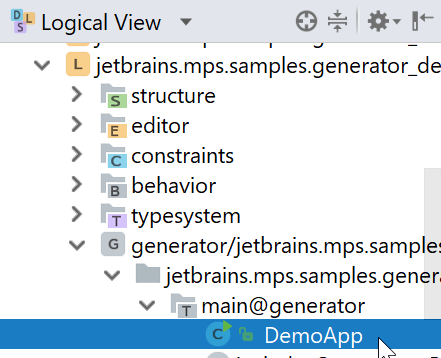 Logical View
jetbrains.mps.samples.generator_de
structure
editor
constraints
behavior
typesystem
generator/jetbrains.mps.samples
jetbrains.mps.samples.genera
main@generator
DemoApp